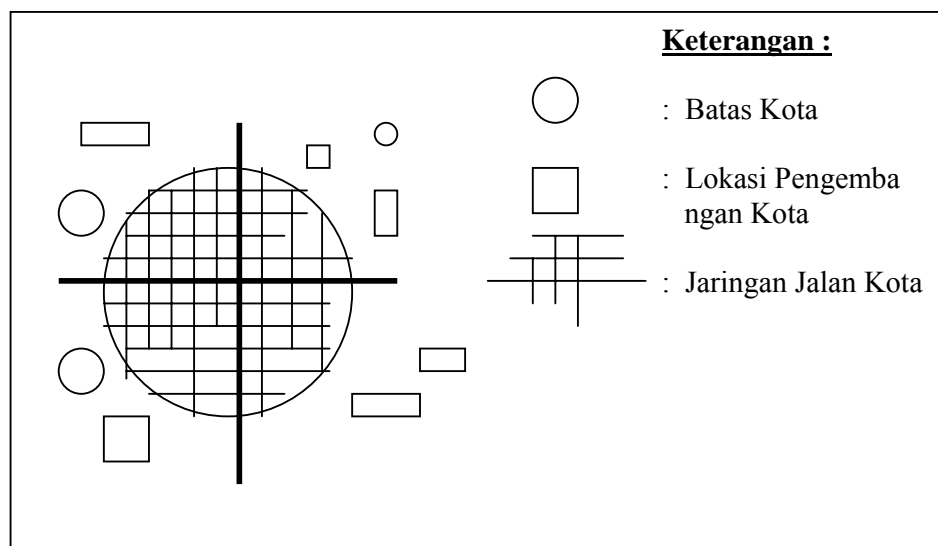 Keterangan :
: Batas Kota
: Lokasi Pengemba
ngan Kota
: Jaringan Jalan Kota